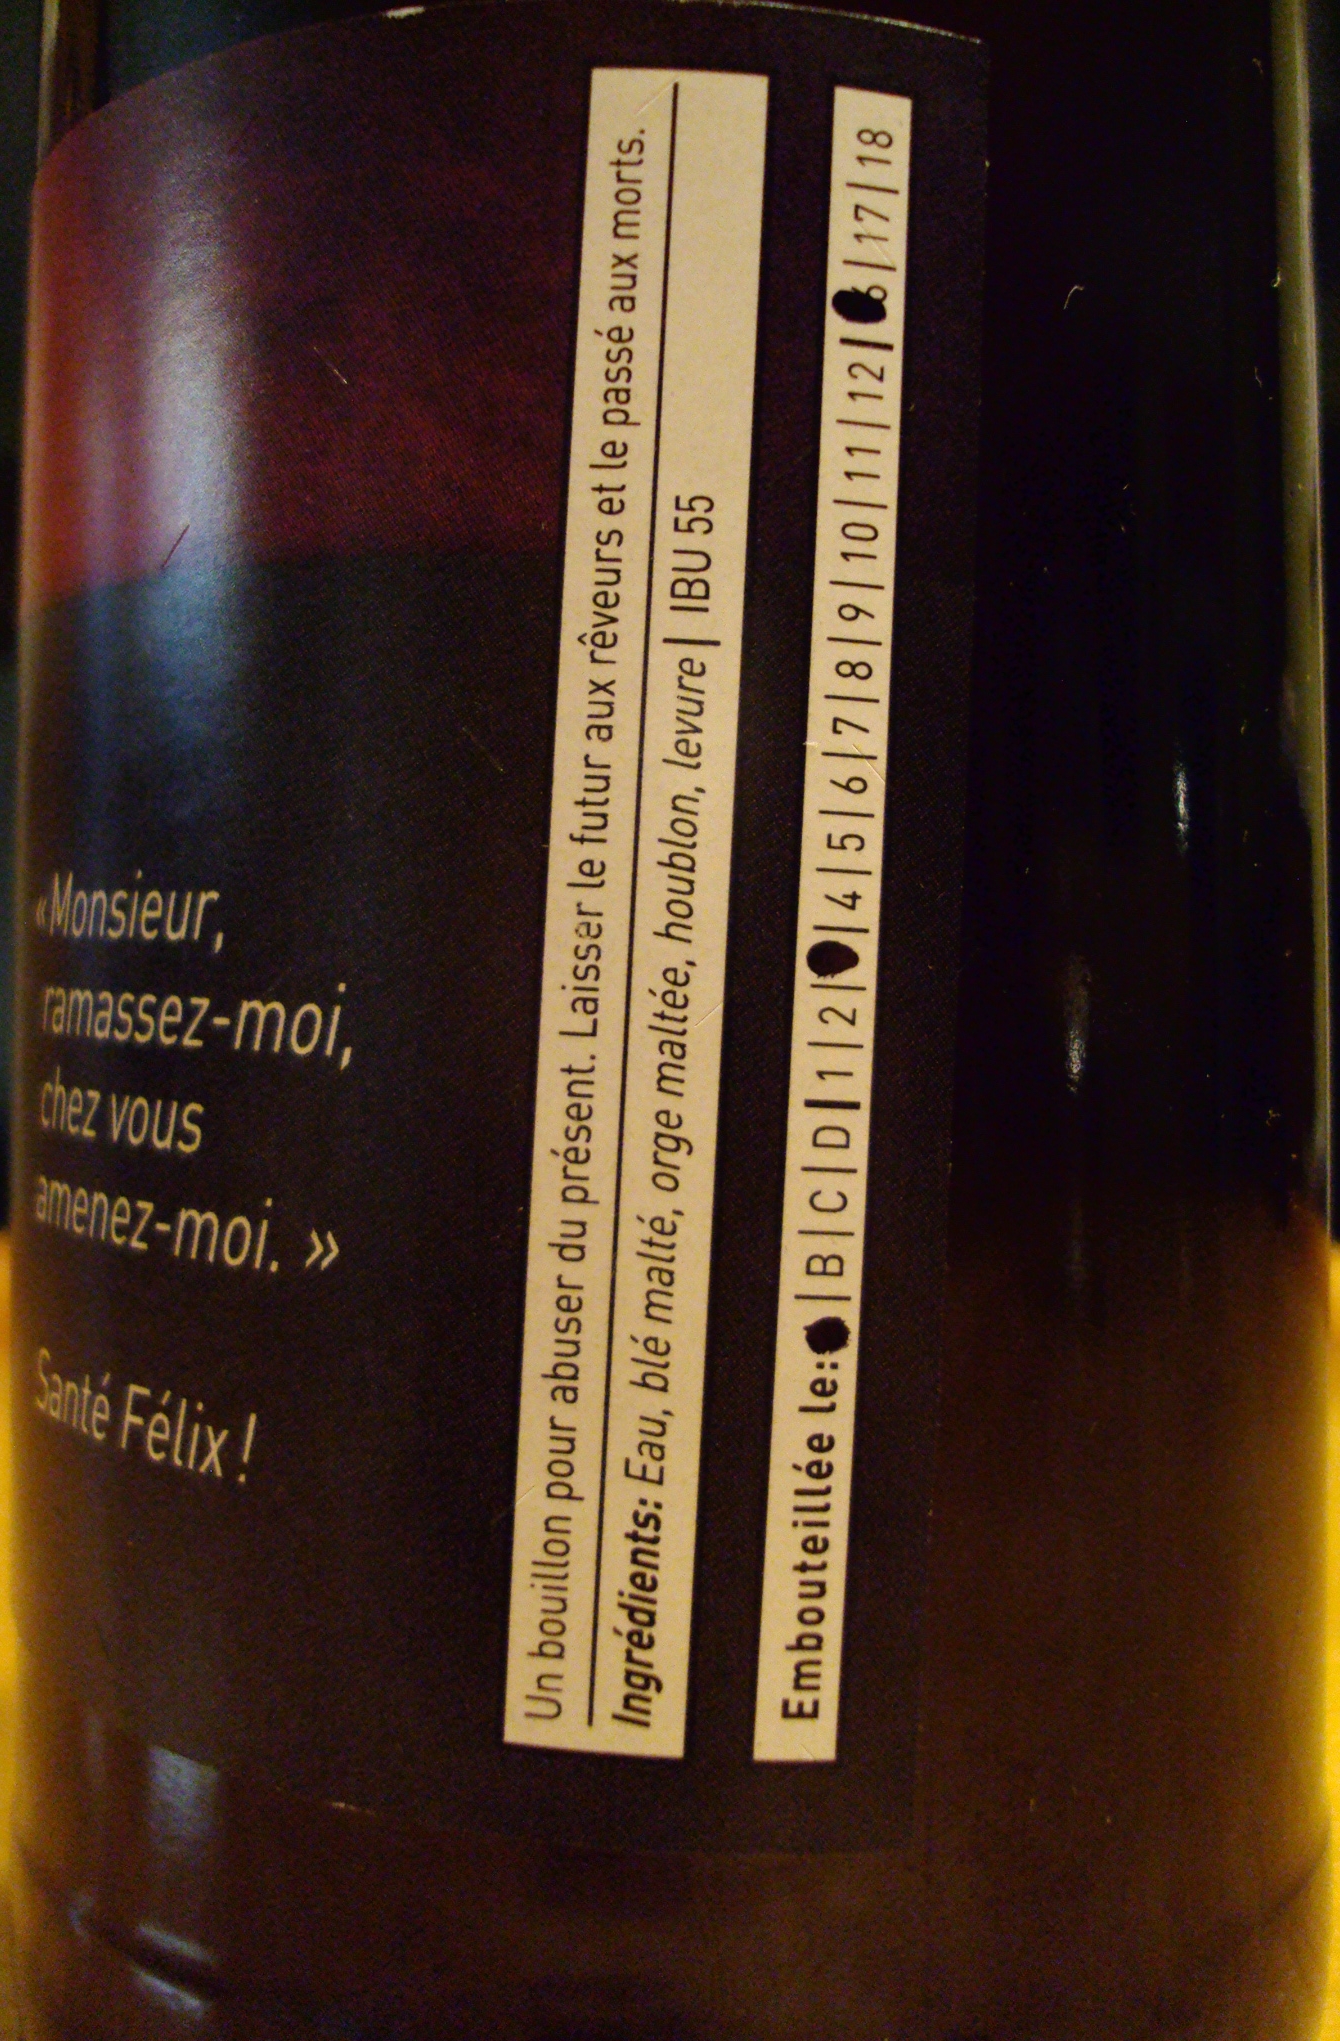 «Monsieur,
ramassez-moi,
chez vous
amenez-moi. »
Santé Félix !
Un bouillon pour abuser du présent. Laisser le futur aux rêveurs et le passé aux morts.
Ingrédients: Eau, blé malté, orge maltée, houblon, levure | IBU 55
Embouteillée le: | B | C | D | 1 | 2 | | 4 | 5 | 6 | 7 | 8 | 9 | 10 | 11 | 12 | | 17 | 18